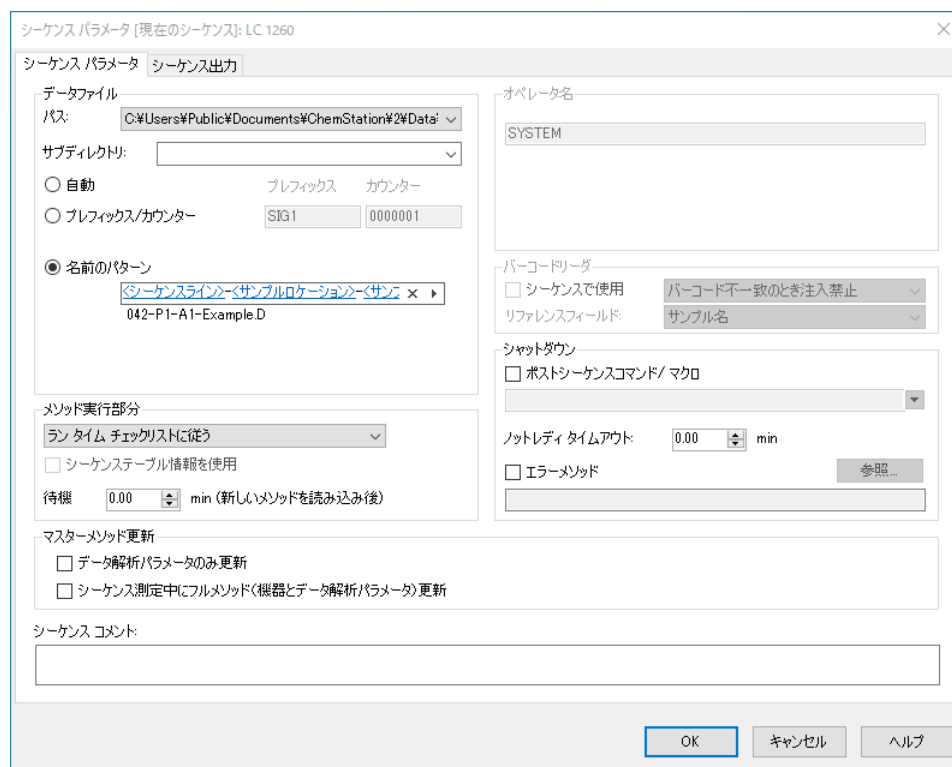 シーケンス パラメータ [現在のシーケンス]: LC 1260
シーケンス パラメータ
シーケンス出力
データファイル
パス:
C:¥Users¥Public¥Documents¥ChemStation¥2¥Data¥
サブディレクトリ:
自動
プレフィックス
カウンター
プレフィックス/カウンター
SIG1
0000001
名前のパターン
<シーケンスライン>-<サンプルロケーション>-<サンプ
042-P1-A1-Example.D
メソッド実行部分
ラン タイム チェックリストに従う
シーケンステーブル情報を使用
待機
0.00
min (新しいメソッドを読み込み後)
オペレータ名
SYSTEM
バーコードリーダ
シーケンスで使用
バーコード不一致のとき注入禁止
リファレンスフィールド:
サンプル名
シャットダウン
ポストシーケンスコマンド/ マクロ
ノットレディ タイムアウト:
0.00
min
エラーメソッド
参照...
マスターメソッド更新
データ解析パラメータのみ更新
シーケンス測定中にフルメソッド(機器とデータ解析パラメータ)更新
シーケンス コメント:
OK
キャンセル
ヘルプ